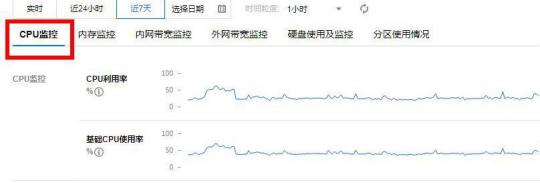 实时 近24小时 近7天 选择日期 时间粒度: 1小时
CPU监控 内存监控 内网带宽监控 外网带宽监控 硬盘使用及监控 分区使用情况
CPU监控 CPU利用率 100
% 50
0
基础CPU使用率 100
% 50
0